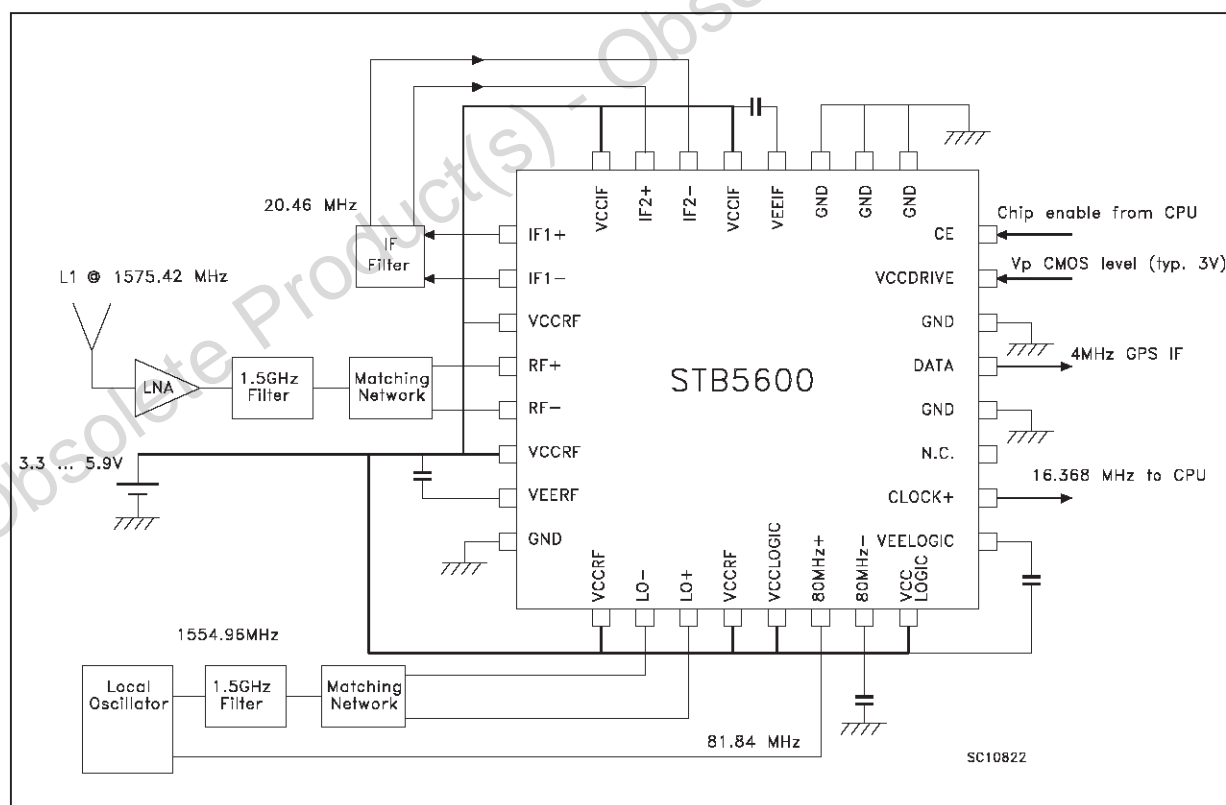 Obsolete Product(s) - Obsol
20.46 MHz
IF
Filter
L1 @ 1575.42 MHz
LNA
1.5GHz
Filter
Matching
Network
3.3 ... 5.9V
VCCIF
IF2+
IF2-
VCCIF
VEEIF
GND
GND
GND
IF1+
IF1-
VCCRF
RF+
RF-
VCCRF
VEERF
GND
STB5600
CE
VCCDRIVE
GND
DATA
GND
N.C.
CLOCK+
VEELOGIC
Chip enable from CPU
Vp CMOS level (typ. 3V)
4MHz GPS IF
16.368 MHz to CPU
VCCRF
LO-
LO+
VCCRF
VCCLOGIC
80MHz+
80MHz-
VCC
LOGIC
1554.96MHz
Local
Oscillator
1.5GHz
Filter
Matching
Network
81.84 MHz
SC10822